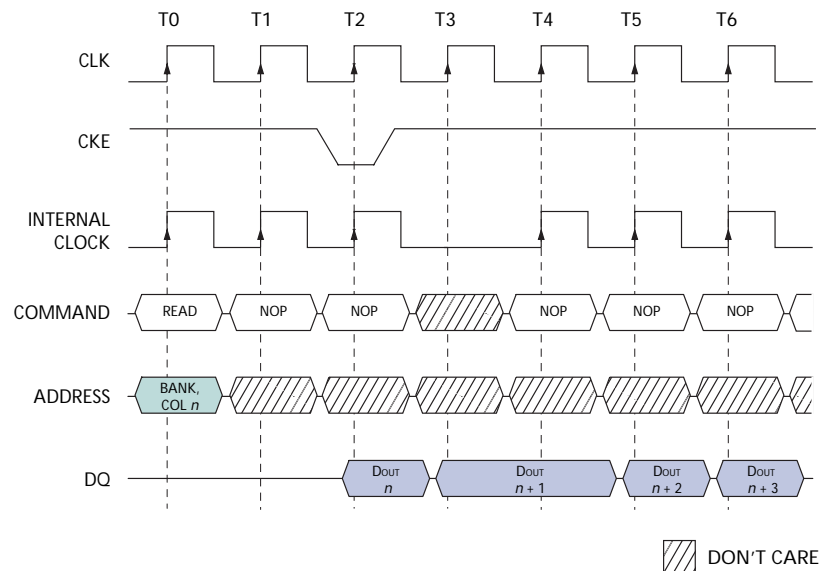 T0 T1 T2 T3 T4 T5 T6
CLK
CKE
INTERNAL
CLOCK
COMMAND READ NOP NOP NOP NOP NOP
ADDRESS BANK,
COL n
DQ DOUT
n DOUT
n + 1 DOUT
n + 2 DOUT
n + 3
DON'T CARE